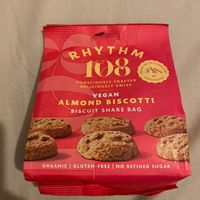 RHYTHM
108
CONSCIOUSLY CRAFTED
DELICIOUSLY SWISS
VEGAN
ALMOND BISCOTTI
BISCUIT SHARE BAG
ORGANIC | GLUTEN-FREE | NO REFINED SUGAR